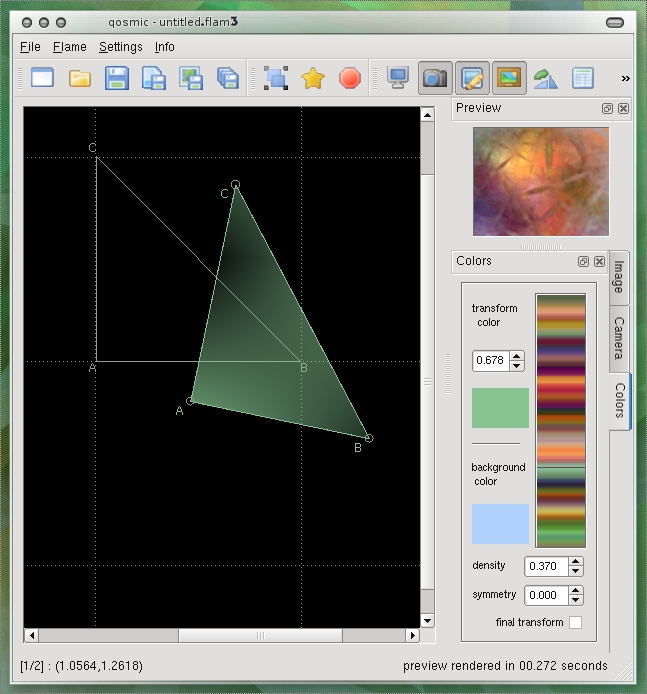 qosmic - untitled.flam3
File Flame Settings Info
»
Preview
C
C
A
B
A
B
Colors
Image
Camera
Colors
transform
color
0.678
background
color
density 0.370
symmetry 0.000
final transform
[1/2] : (1.0564,1.2618)
preview rendered in 00.272 seconds